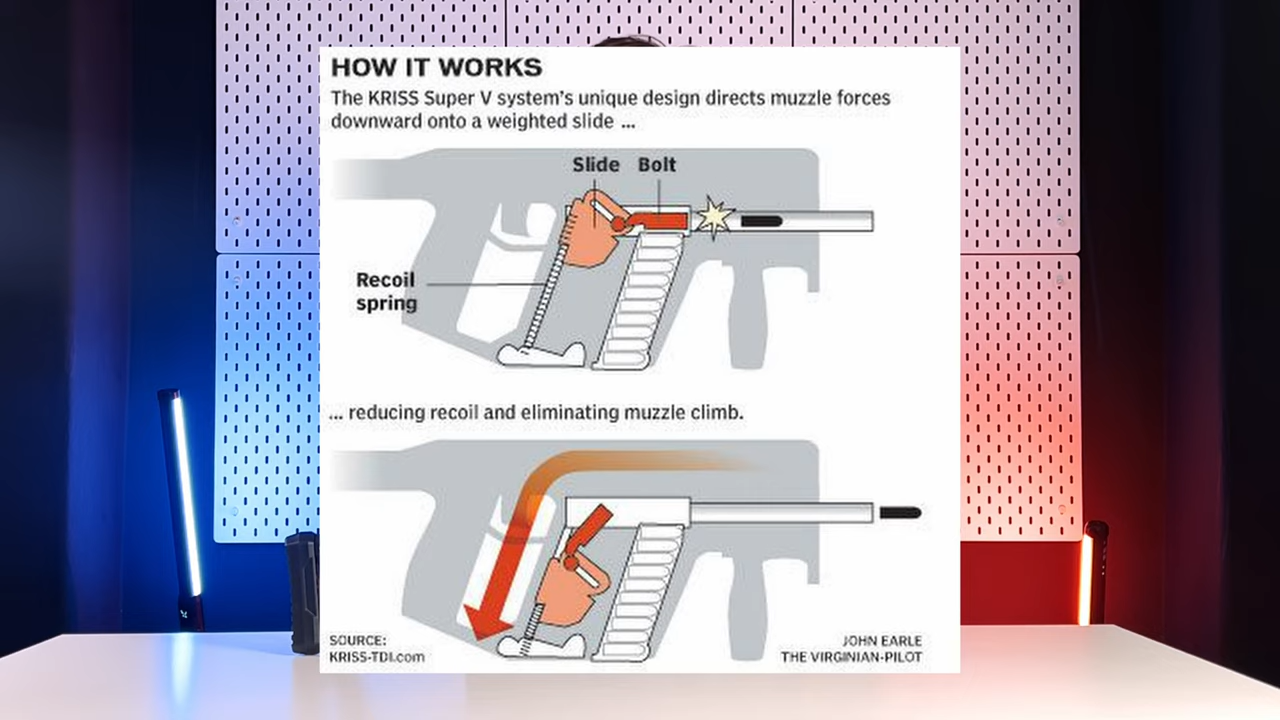 HOW IT WORKS
The KRISS Super V system's unique design directs muzzle forces
downward onto a weighted slide ...
Slide Bolt
Recoil
spring
... reducing recoil and eliminating muzzle climb.
SOURCE:
KRISS-TDI.com
JOHN EARLE
THE VIRGINIAN-PILOT